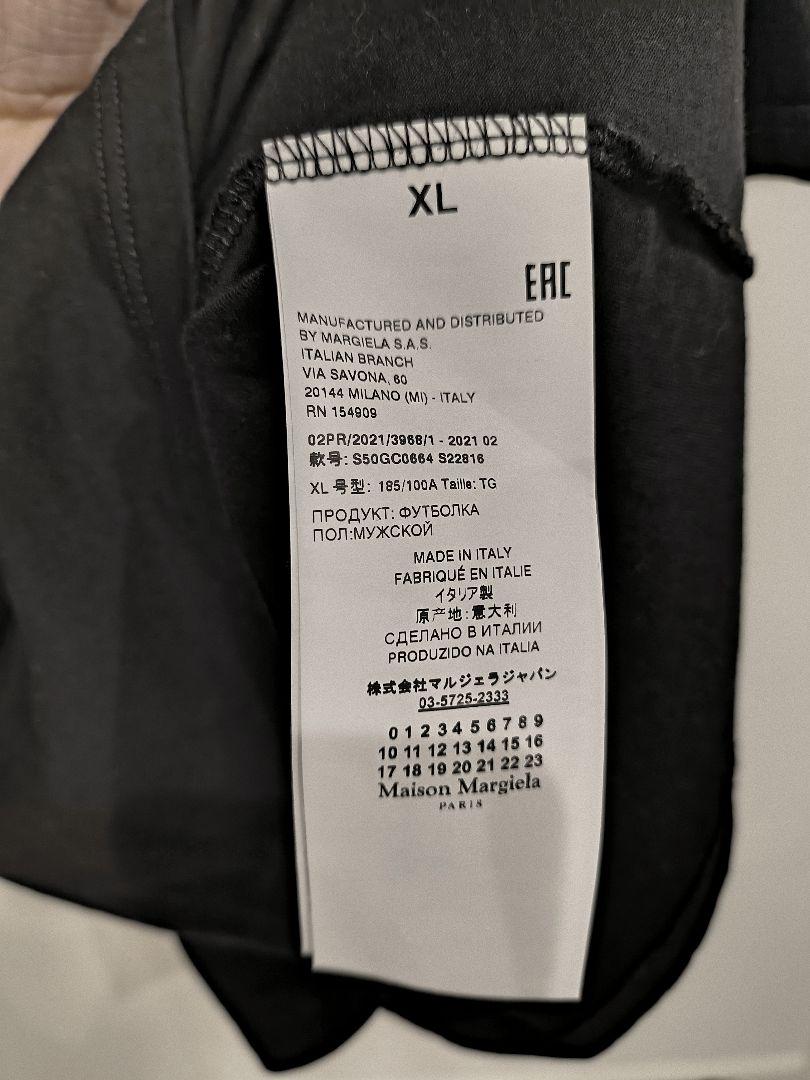 XL
EAC
MANUFACTURED AND DISTRIBUTED
BY MARGIELA S.A.S.
ITALIAN BRANCH
VIA SAVONA, 60
20144 MILANO (MI) - ITALY
RN 154909
02PR/2021/3968/1 - 2021 02
款号: S50GC0664 S22816
XL 号型: 185/100A Taille: TG
ПРОДУКТ: ФУТБОЛКА
ПОЛ:МУЖСКОЙ
MADE IN ITALY
FABRIQUÉ EN ITALIE
イタリア製
原产地:意大利
СДЕЛАНО В ИТАЛИИ
PRODUZIDO NA ITALIA
株式会社マルジェラジャパン
03-5725-2333
0 1 2 3 4 5 6 7 8 9
10 11 12 13 14 15 16
17 18 19 20 21 22 23
Maison Margiela
PARIS